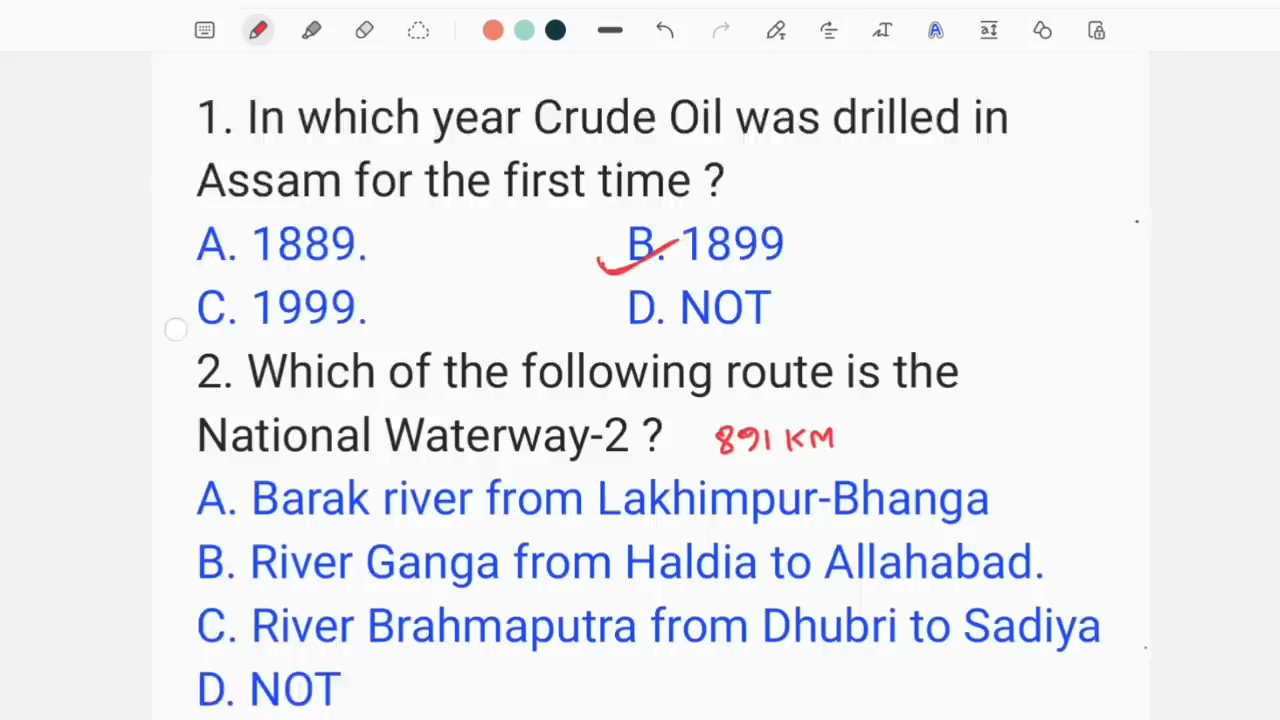 1. In which year Crude Oil was drilled in
Assam for the first time ?
A. 1889. B. 1899
C. 1999. D. NOT
2. Which of the following route is the
National Waterway-2 ? 891 KM
A. Barak river from Lakhimpur-Bhanga
B. River Ganga from Haldia to Allahabad.
C. River Brahmaputra from Dhubri to Sadiya
D. NOT